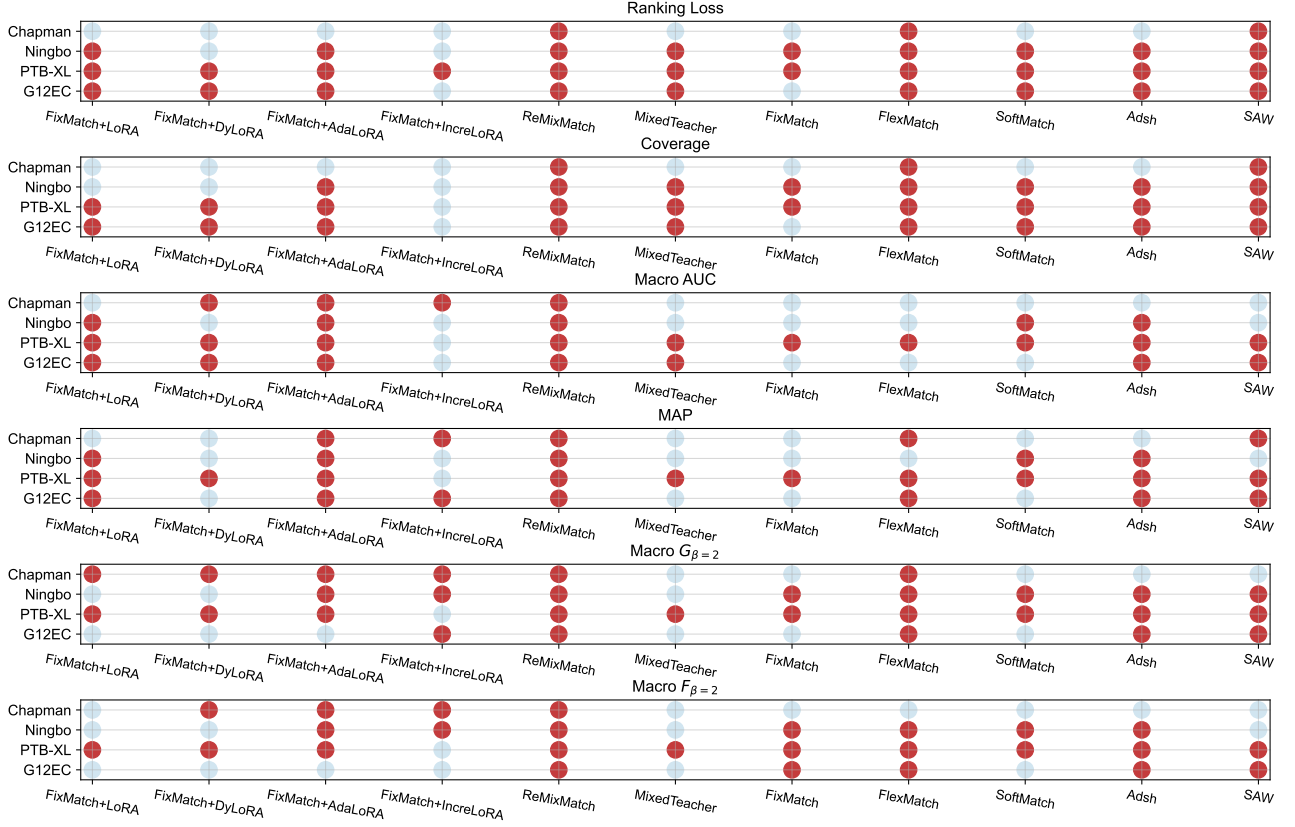 Ranking Loss
Chapman
Ningbo
PTB-XL
G12EC
FixMatch+LoRA FixMatch+DyLoRA FixMatch+AdaLoRA FixMatch+IncreLoRA ReMixMatch MixedTeacher FixMatch FlexMatch SoftMatch Adsh SAW
Coverage
Chapman
Ningbo
PTB-XL
G12EC
FixMatch+LoRA FixMatch+DyLoRA FixMatch+AdaLoRA FixMatch+IncreLoRA ReMixMatch MixedTeacher FixMatch FlexMatch SoftMatch Adsh SAW
Macro AUC
Chapman
Ningbo
PTB-XL
G12EC
FixMatch+LoRA FixMatch+DyLoRA FixMatch+AdaLoRA FixMatch+IncreLoRA ReMixMatch MixedTeacher FixMatch FlexMatch SoftMatch Adsh SAW
MAP
Chapman
Ningbo
PTB-XL
G12EC
FixMatch+LoRA FixMatch+DyLoRA FixMatch+AdaLoRA FixMatch+IncreLoRA ReMixMatch MixedTeacher FixMatch FlexMatch SoftMatch Adsh SAW
Macro Gβ=2
Chapman
Ningbo
PTB-XL
G12EC
FixMatch+LoRA FixMatch+DyLoRA FixMatch+AdaLoRA FixMatch+IncreLoRA ReMixMatch MixedTeacher FixMatch FlexMatch SoftMatch Adsh SAW
Macro Fβ=2
Chapman
Ningbo
PTB-XL
G12EC
FixMatch+LoRA FixMatch+DyLoRA FixMatch+AdaLoRA FixMatch+IncreLoRA ReMixMatch MixedTeacher FixMatch FlexMatch SoftMatch Adsh SAW